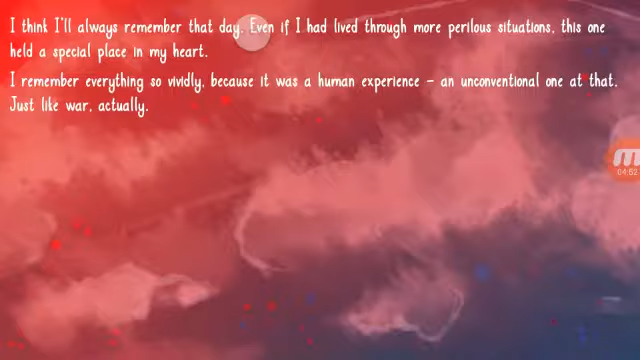 I think I'll always remember that day. Even if I had lived through more perilous situations, this one
held a special place in my heart.
I remember everything so vividly, because it was a human experience – an unconventional one at that.
Just like war, actually.
04:52